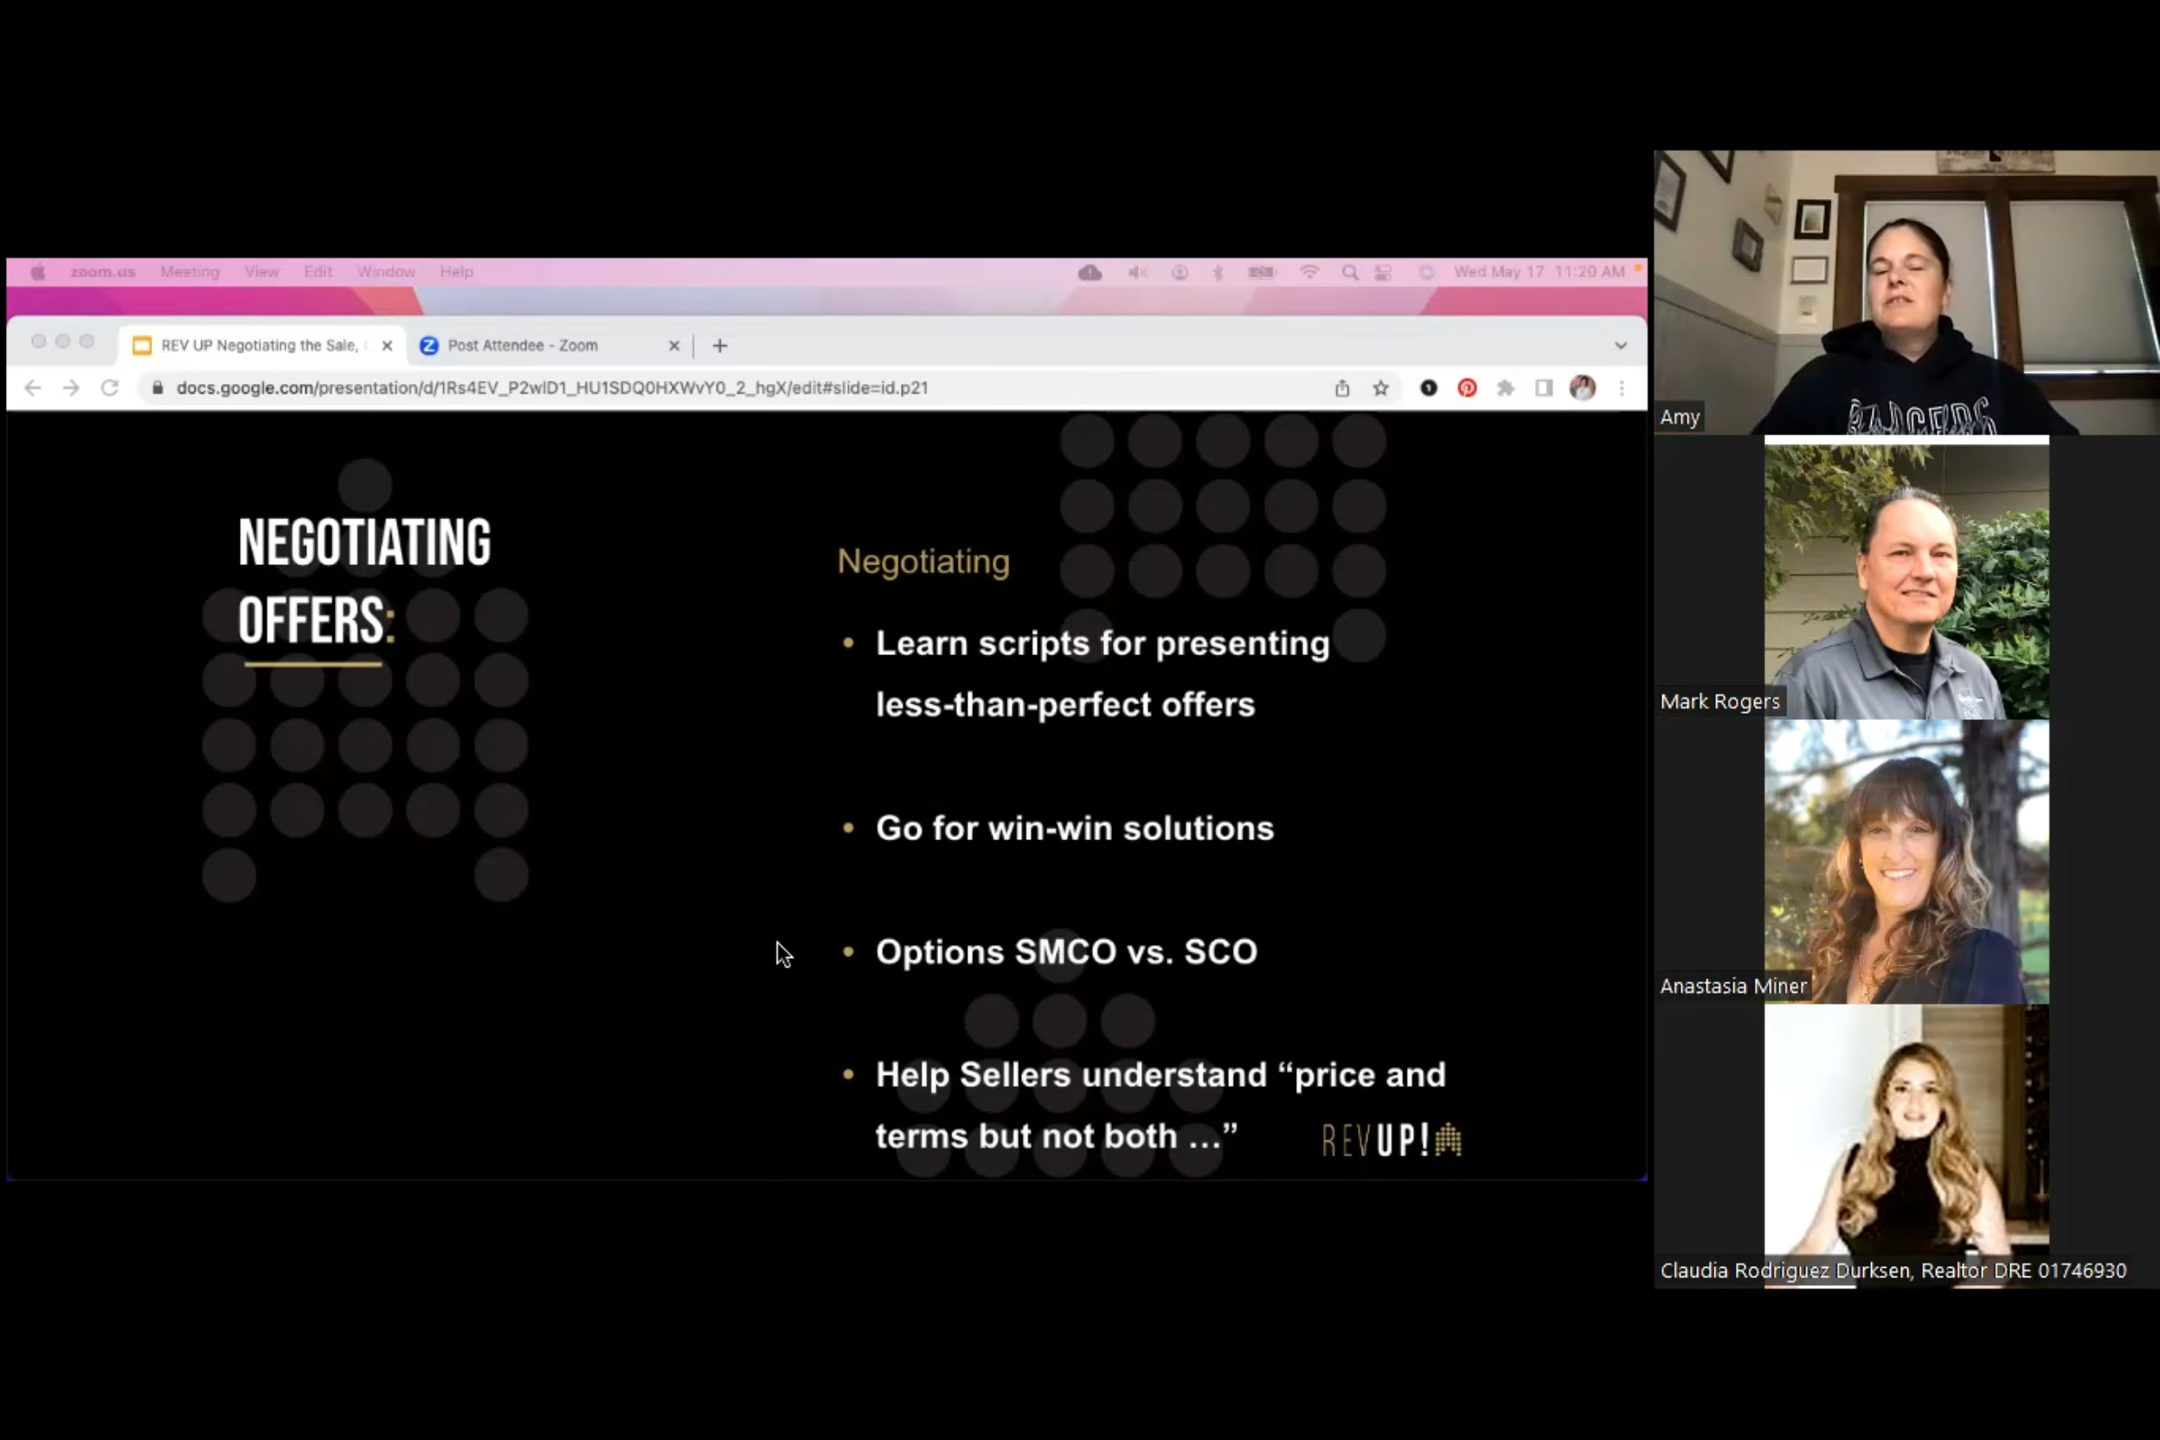 zoom.us Meeting View Edit Window Help Wed May 17 11:20 AM
REV UP Negotiating the Sale, Post Attendee - Zoom
docs.google.com/presentation/d/1Rs4EV_P2wlD1_HU1SDQ0HXWvY0_2_hgX/edit#slide=id.p21
NEGOTIATING
OFFERS:
Negotiating
• Learn scripts for presenting
less-than-perfect offers
• Go for win-win solutions
• Options SMCO vs. SCO
• Help Sellers understand “price and
terms but not both ...”
REVUP!
Amy
Mark Rogers
Anastasia Miner
Claudia Rodriguez Durksen, Realtor DRE 01746930